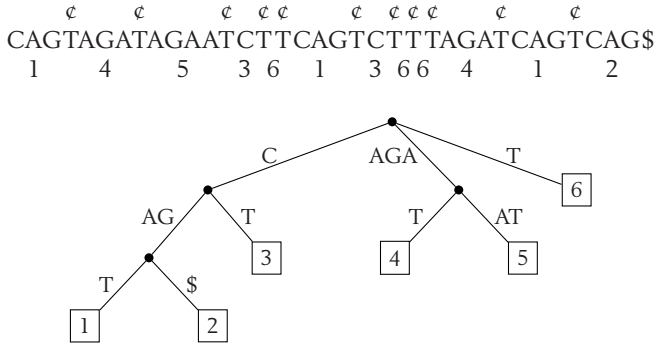 ¢ ¢ ¢ ¢ ¢ ¢ ¢ ¢ ¢ ¢ ¢
CAGTAGATAGAATCTTCAGTCTTTAGATCAGTCAG$
1 4 5 3 6 1 3 6 6 4 1 2
C AGA T
6
AG T T AT
3 4 5
T $
1 2